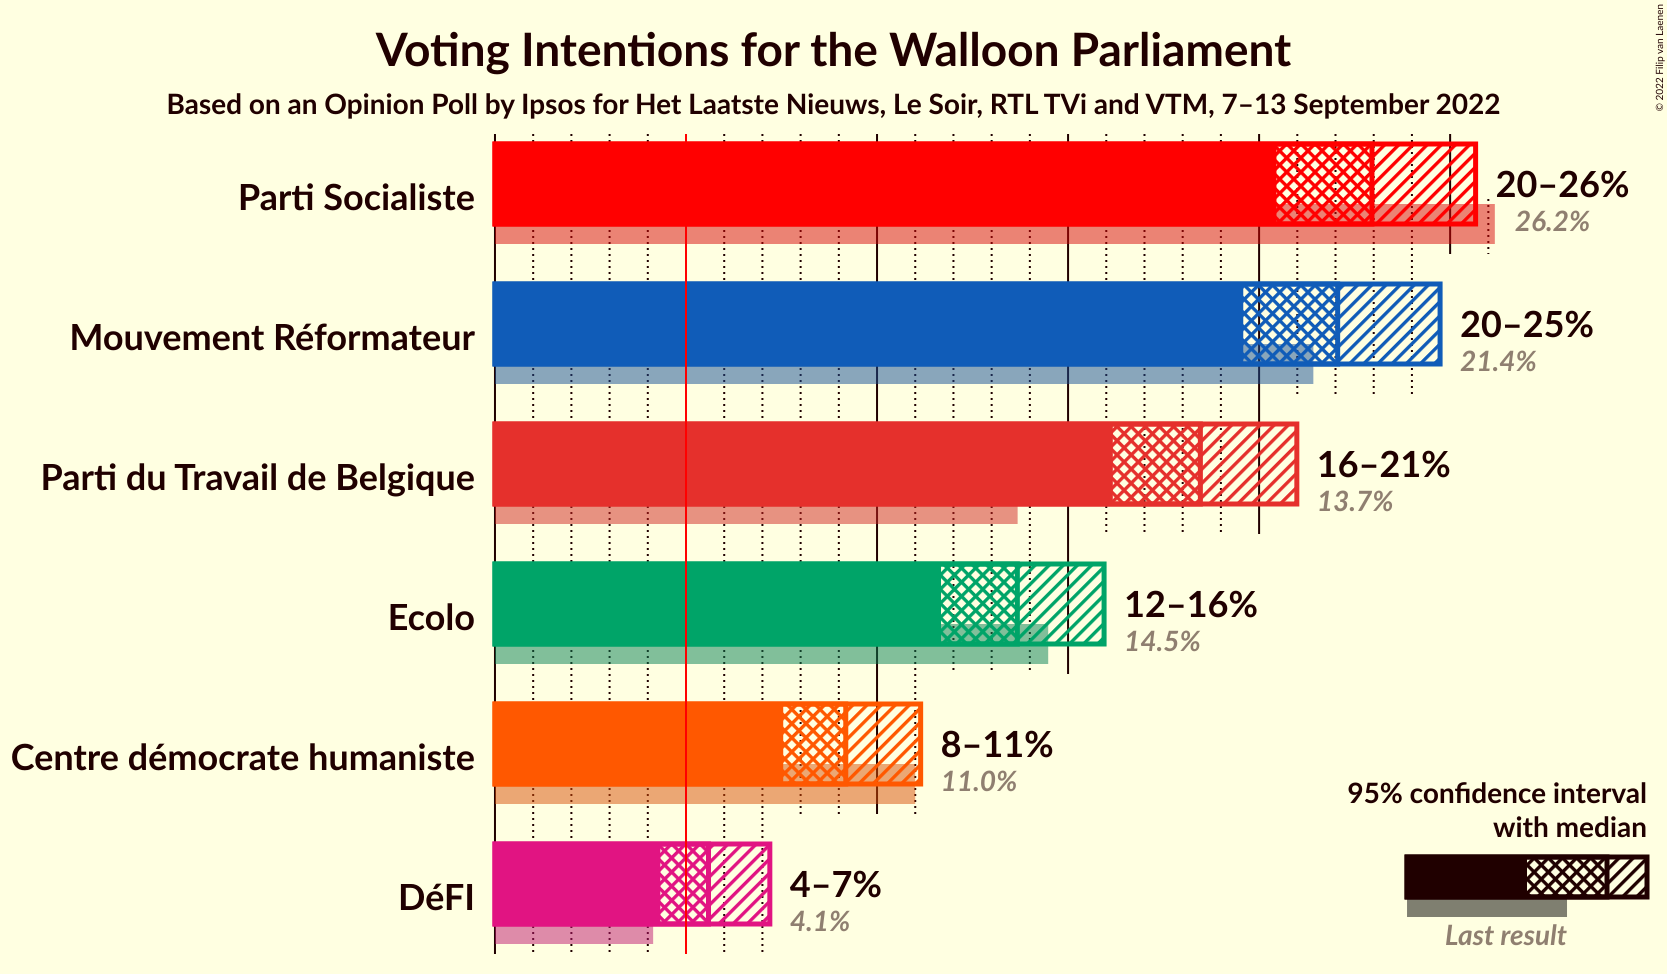 Voting Intentions for the Walloon Parliament
Based on an Opinion Poll by Ipsos for Het Laatste Nieuws, Le Soir, RTL TVi and VTM, 7–13 September 2022
© 2022 Filip van Laenen
Parti Socialiste
20–26%
26.2%
Mouvement Réformateur
20–25%
21.4%
Parti du Travail de Belgique
16–21%
13.7%
Ecolo
12–16%
14.5%
Centre démocrate humaniste
8–11%
11.0%
DéFI
4–7%
4.1%
95% confidence interval
with median
Last result